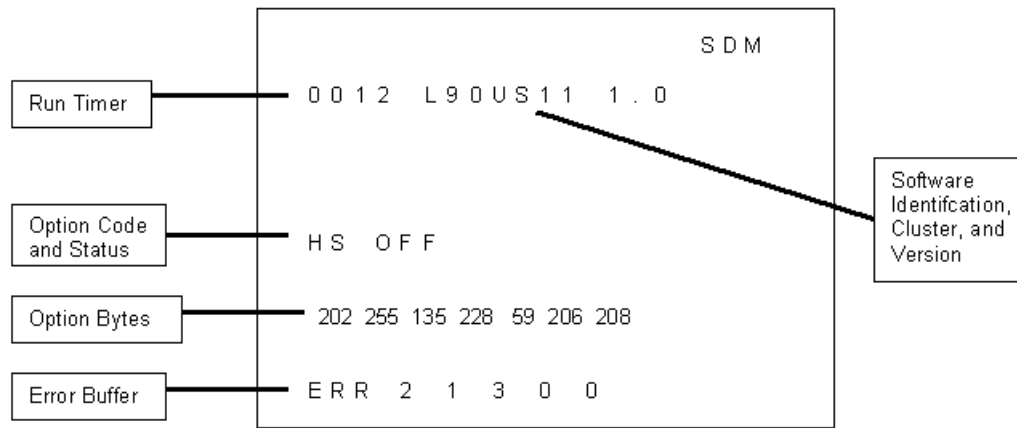 SDM
Run Timer
0012 L90US11 1.0
Software
Identifcation,
Cluster, and
Version
Option Code
and Status
HS OFF
Option Bytes
202 255 135 228 59 206 208
Error Buffer
ERR 2 1 3 0 0